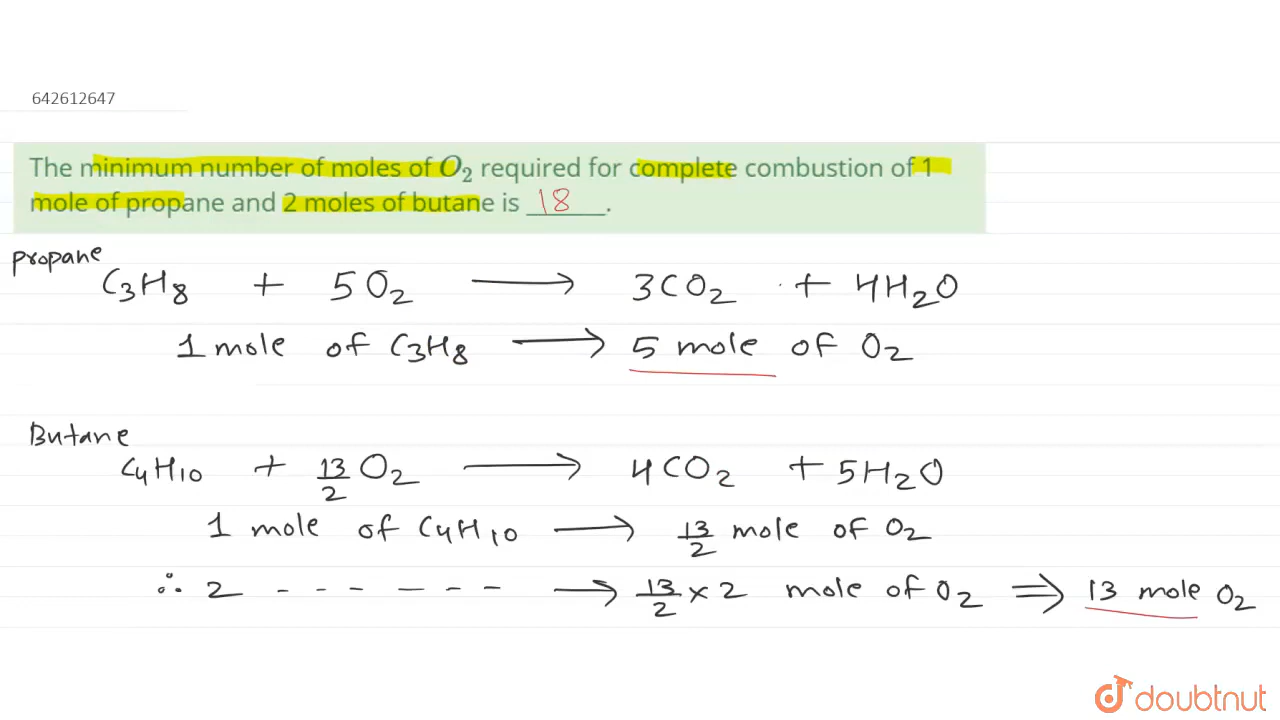 642612647
The minimum number of moles of O₂ required for complete combustion of 1
mole of propane and 2 moles of butane is 18.
Propane
C₃H₈ + 5O₂ ⟶ 3CO₂ + 4H₂O
1 mole of C₃H₈ ⟶ 5 mole of O₂
Butane
C₄H₁₀ + 13/2 O₂ ⟶ 4CO₂ + 5H₂O
1 mole of C₄H₁₀ ⟶ 13/2 mole of O₂
∴ 2 - - - - - - ⟶ 13/2 × 2 mole of O₂ ⟹ 13 mole O₂
doubtnut